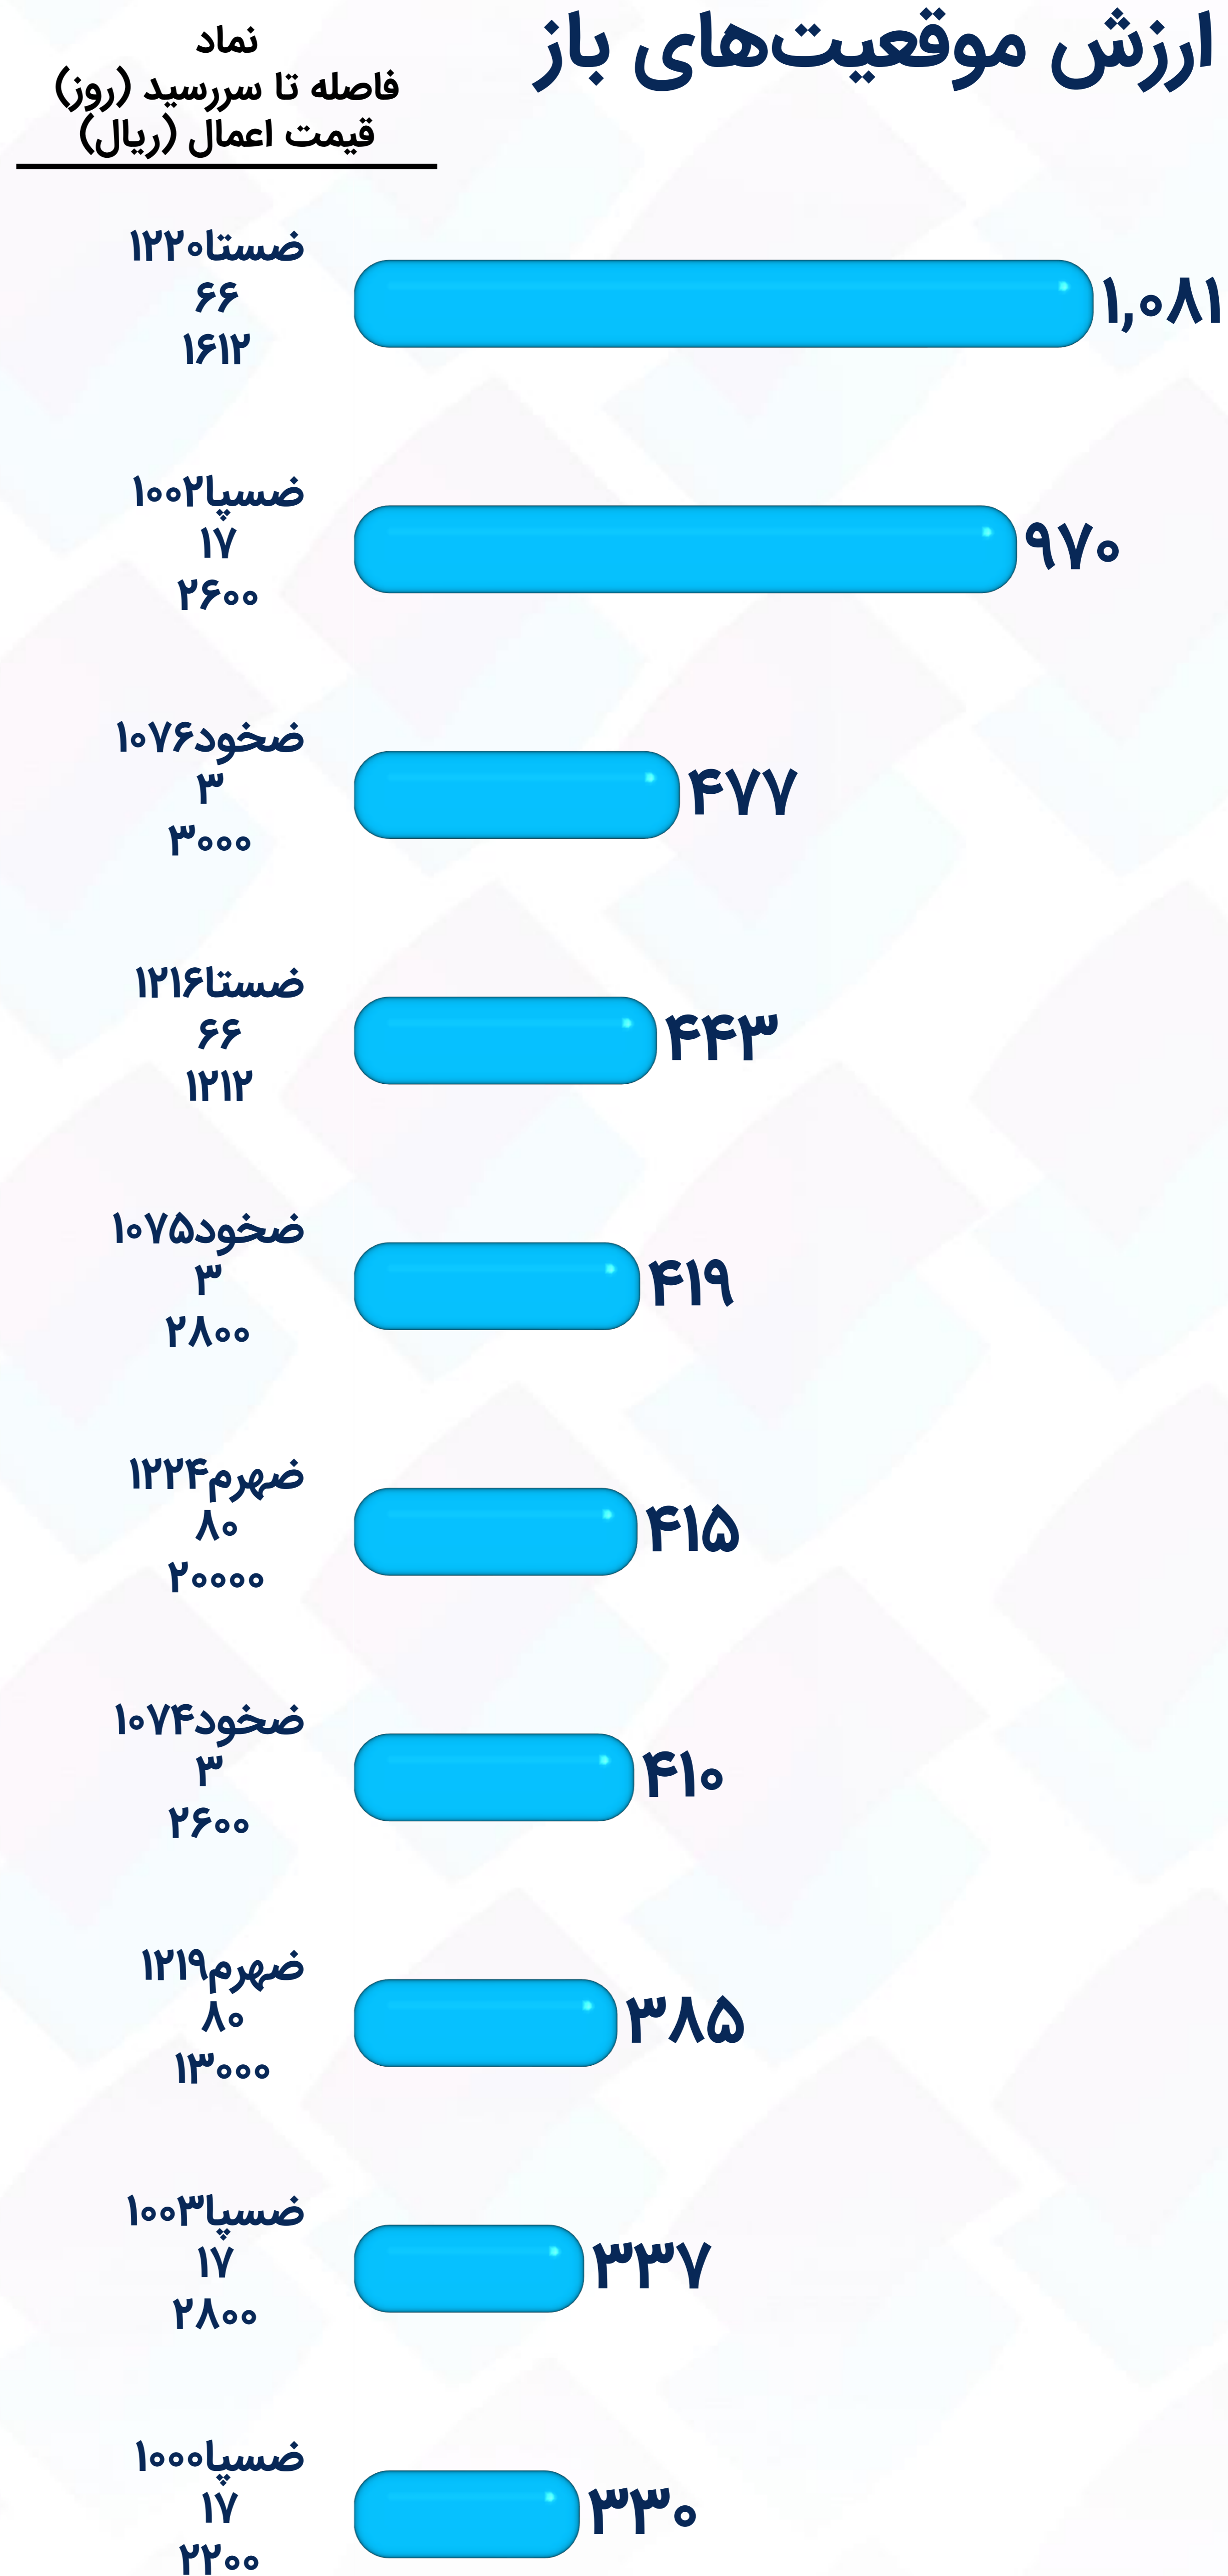 ارزش موقعیت‌های باز
نماد
فاصله تا سررسید (روز)
قیمت اعمال (ریال)
ضستا۱۲۲۰
۶۶
۱۶۱۲
۱,۰۸۱
ضسپا۱۰۰۲
۱۷
۲۶۰۰
۹۷۰
ضخود۱۰۷۶
۳
۳۰۰۰
۴۷۷
ضستا۱۲۱۶
۶۶
۱۲۱۲
۴۴۳
ضخود۱۰۷۵
۳
۲۸۰۰
۴۱۹
ضهرم۱۲۲۴
۸۰
۲۰۰۰۰
۴۱۵
ضخود۱۰۷۴
۳
۲۶۰۰
۴۱۰
ضهرم۱۲۱۹
۸۰
۱۳۰۰۰
۳۸۵
ضسپا۱۰۰۳
۱۷
۲۸۰۰
۳۳۷
ضسپا۱۰۰۰
۱۷
۲۲۰۰
۳۳۰